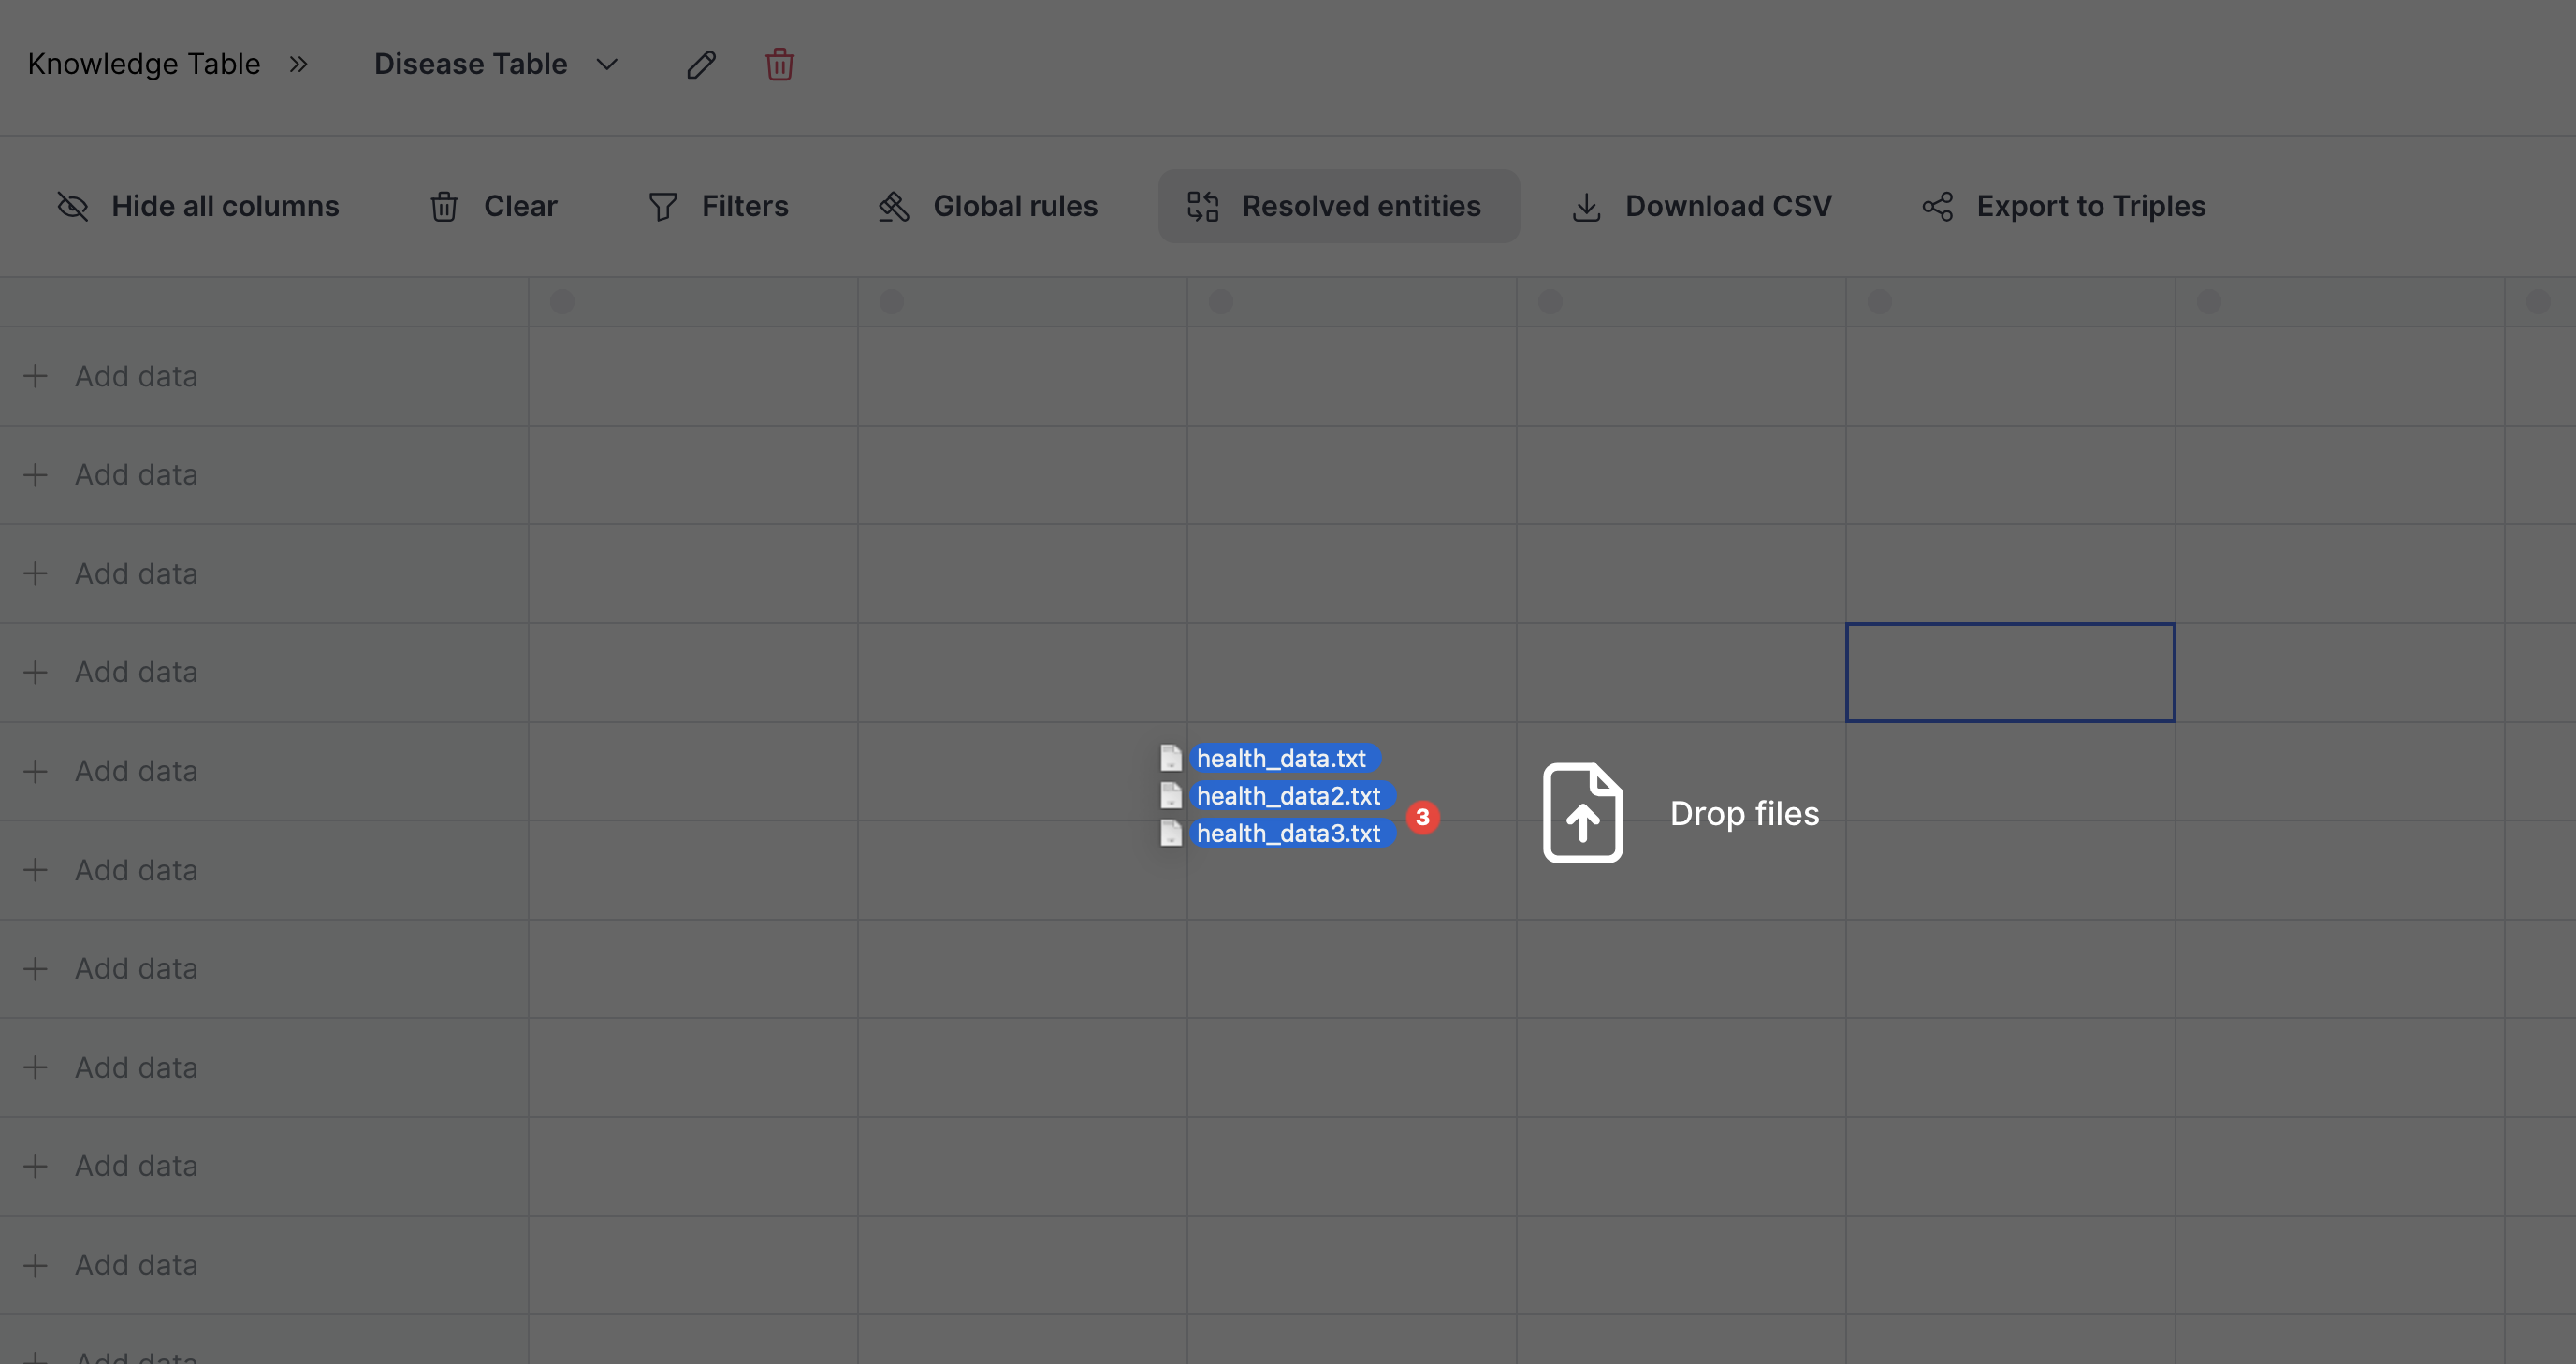 Knowledge Table
Disease Table
Hide all columns
Clear
Filters
Global rules
Resolved entities
Download CSV
Export to Triples
Add data
Add data
Add data
Add data
health_data.txt
Add data
health_data2.txt
Drop files
3
health_data3.txt
Add data
Add data
Add data
Add data
Add data
Add data